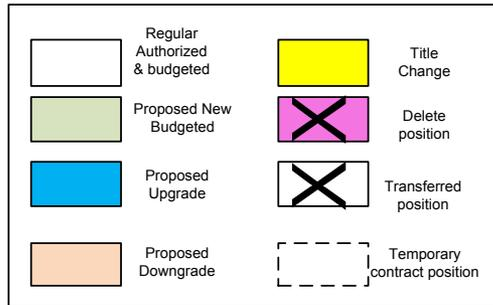 Regular
Authorized
& budgeted
Title
Change
Proposed New
Budgeted
Delete
position
Proposed
Upgrade
Transferred
position
Proposed
Downgrade
Temporary
contract position